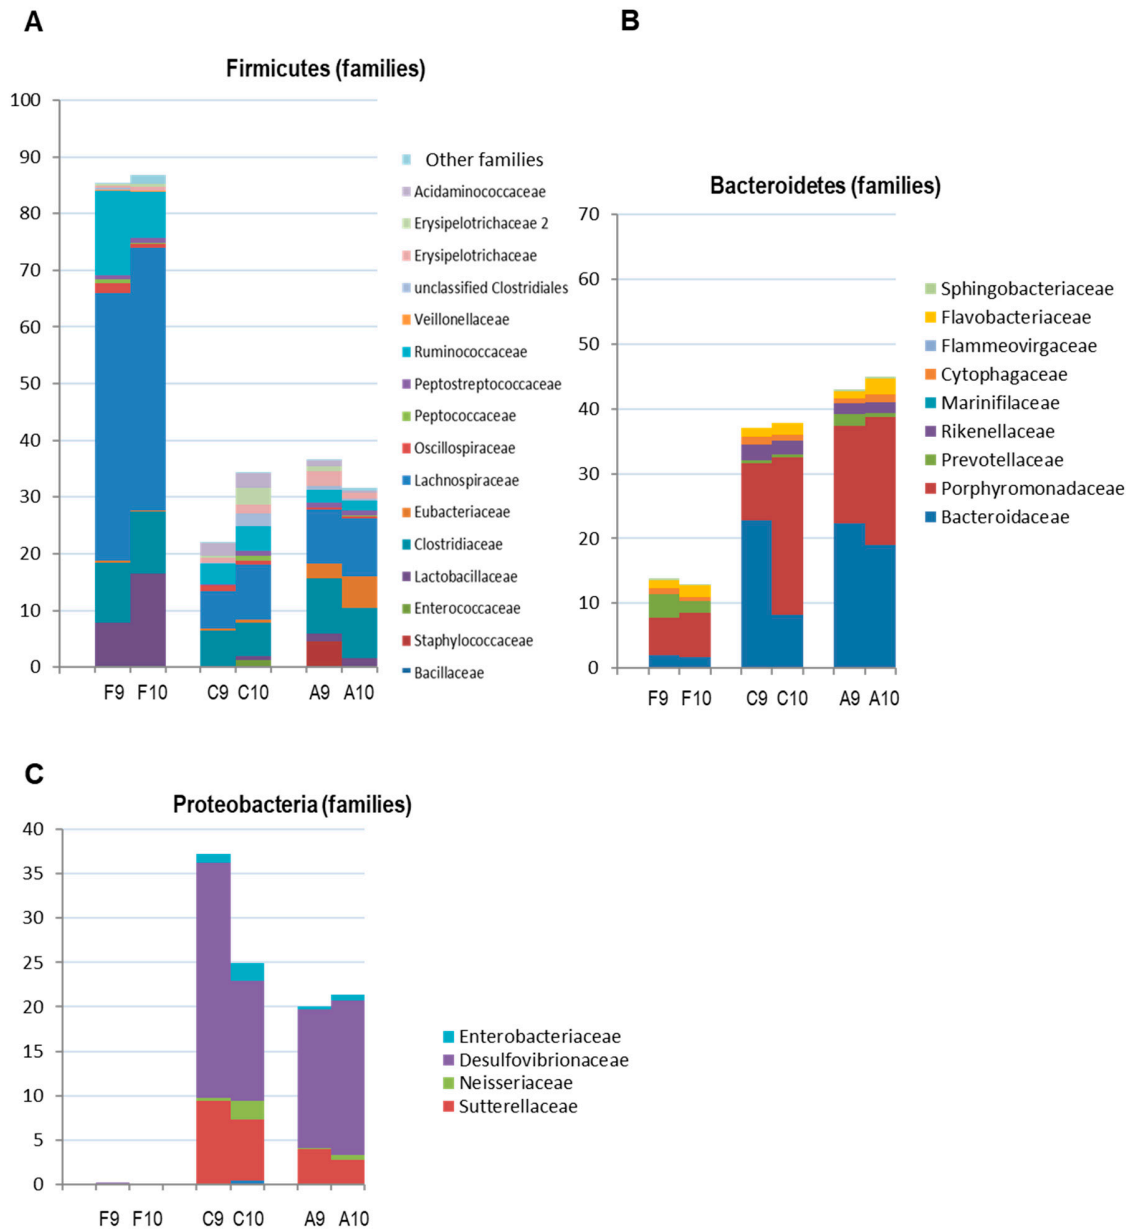 A
Firmicutes (families)
100
90
80
70
60
50
40
30
20
10
0
F9 F10 C9 C10 A9 A10
Other families
Acidaminococcaceae
Erysipelotrichaceae 2
Erysipelotrichaceae
unclassified Clostridiales
Veillonellaceae
Ruminococcaceae
Peptostreptococcaceae
Peptococcaceae
Oscillospiraceae
Lachnospiraceae
Eubacteriaceae
Clostridiaceae
Lactobacillaceae
Enterococcaceae
Staphylococcaceae
Bacillaceae
B
Bacteroidetes (families)
70
60
50
40
30
20
10
0
F9 F10 C9 C10 A9 A10
Sphingobacteriaceae
Flavobacteriaceae
Flammeovirgaceae
Cytophagaceae
Marinifilaceae
Rikenellaceae
Prevotellaceae
Porphyromonadaceae
Bacteroidaceae
C
Proteobacteria (families)
40
35
30
25
20
15
10
5
0
F9 F10 C9 C10 A9 A10
Enterobacteriaceae
Desulfovibrionaceae
Neisseriaceae
Sutterellaceae